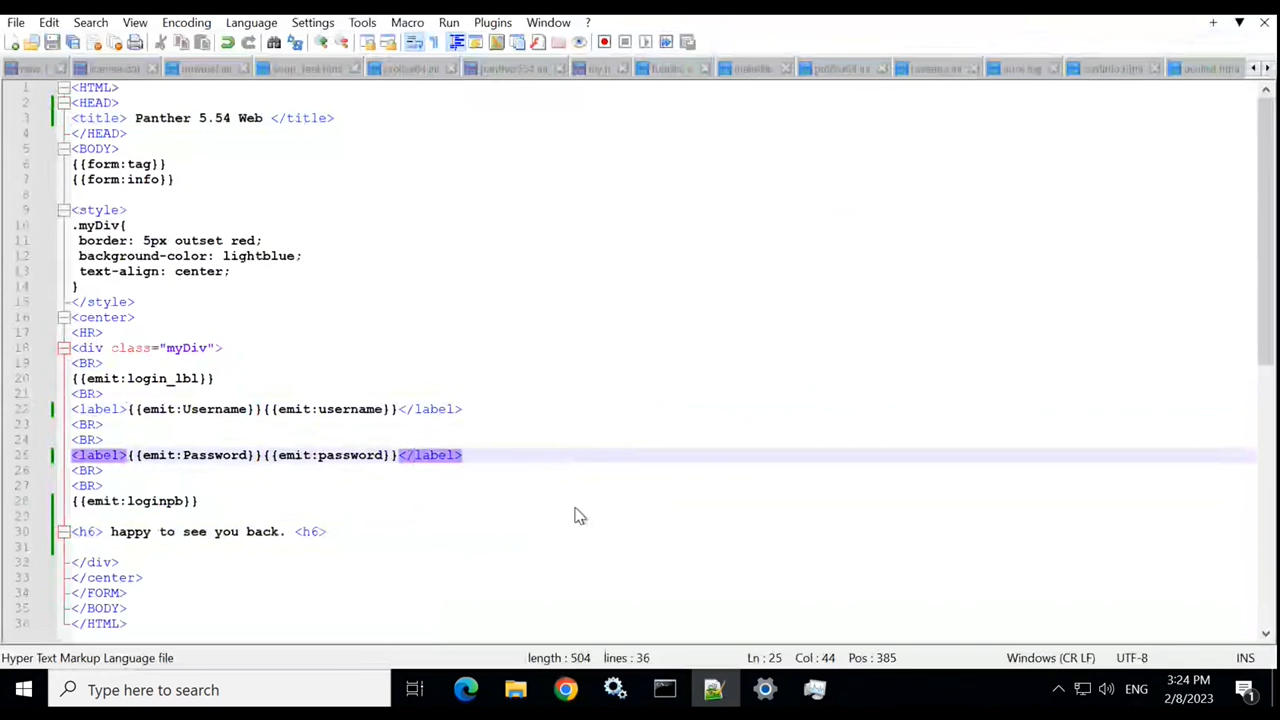 File Edit Search View Encoding Language Settings Tools Macro Run Plugins Window ?
1 <HTML>
2 <HEAD>
3 <title> Panther 5.54 Web </title>
4 </HEAD>
5 <BODY>
6 {{form:tag}}
7 {{form:info}}
8
9 <style>
10 .myDiv{
11 border: 5px outset red;
12 background-color: lightblue;
13 text-align: center;
14 }
15 </style>
16 <center>
17 <HR>
18 <div class="myDiv">
19 <BR>
20 {{emit:login_lbl}}
21 <BR>
22 <label>{{emit:Username}}{{emit:username}}</label>
23 <BR>
24 <BR>
25 <label>{{emit:Password}}{{emit:password}}</label>
26 <BR>
27 <BR>
28 {{emit:loginpb}}
29
30 <h6> happy to see you back. <h6>
31
32 </div>
33 </center>
34 </FORM>
35 </BODY>
36 </HTML>
Hyper Text Markup Language file length : 504 lines : 36 Ln : 25 Col : 44 Pos : 385 Windows (CR LF) UTF-8 INS
Type here to search ENG 3:24 PM
2/8/2023 1